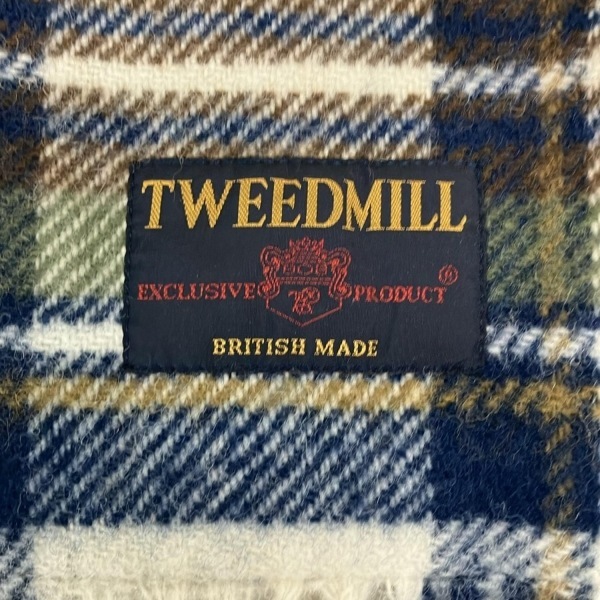 TWEEDMILL
EXCLUSIVE PRODUCT ®
BRITISH MADE